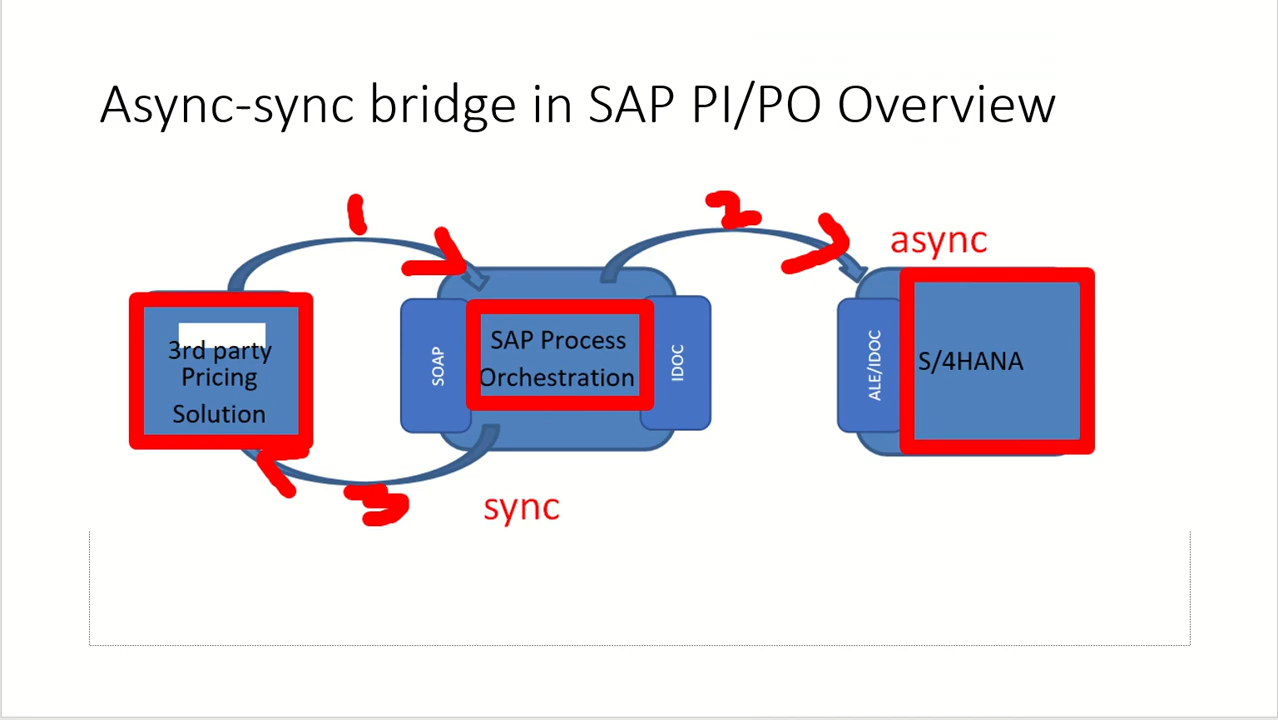 Async-sync bridge in SAP PI/PO Overview
1
2
async
3rd party
Pricing
Solution
SOAP
SAP Process
Orchestration
IDOC
ALE/IDOC
S/4HANA
3
sync